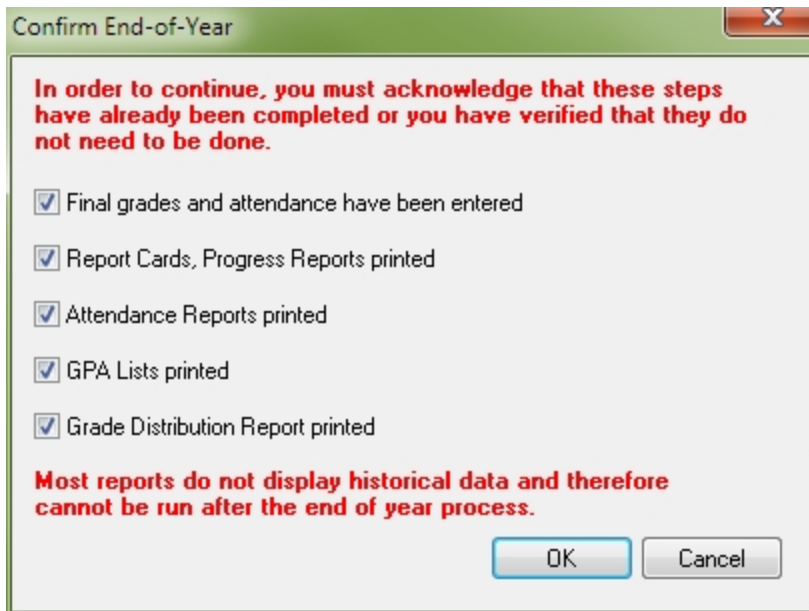 Confirm End-of-Year
In order to continue, you must acknowledge that these steps
have already been completed or you have verified that they do
not need to be done.
Final grades and attendance have been entered
Report Cards, Progress Reports printed
Attendance Reports printed
GPA Lists printed
Grade Distribution Report printed
Most reports do not display historical data and therefore
cannot be run after the end of year process.
OK Cancel